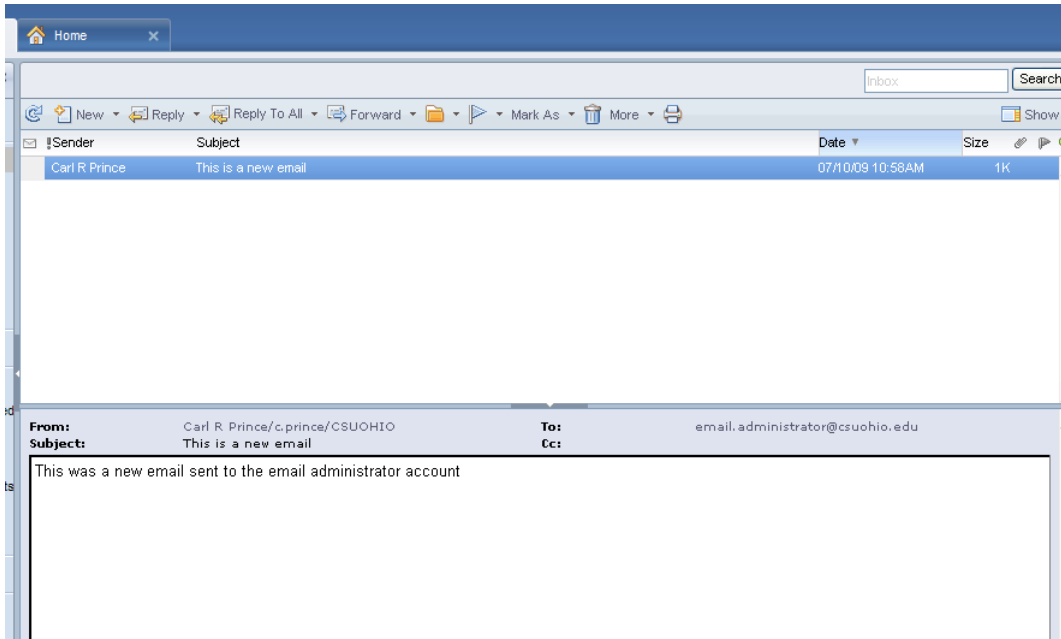 Home
Inbox Search
New Reply Reply To All Forward Mark As More
Show
!Sender Subject Date Size
Carl R Prince This is a new email 07/10/09 10:58AM 1K
ed
From: Carl R Prince/c.prince/CSUOHIO To: email.administrator@csuohio.edu
Subject: This is a new email Cc:
This was a new email sent to the email administrator account
ts